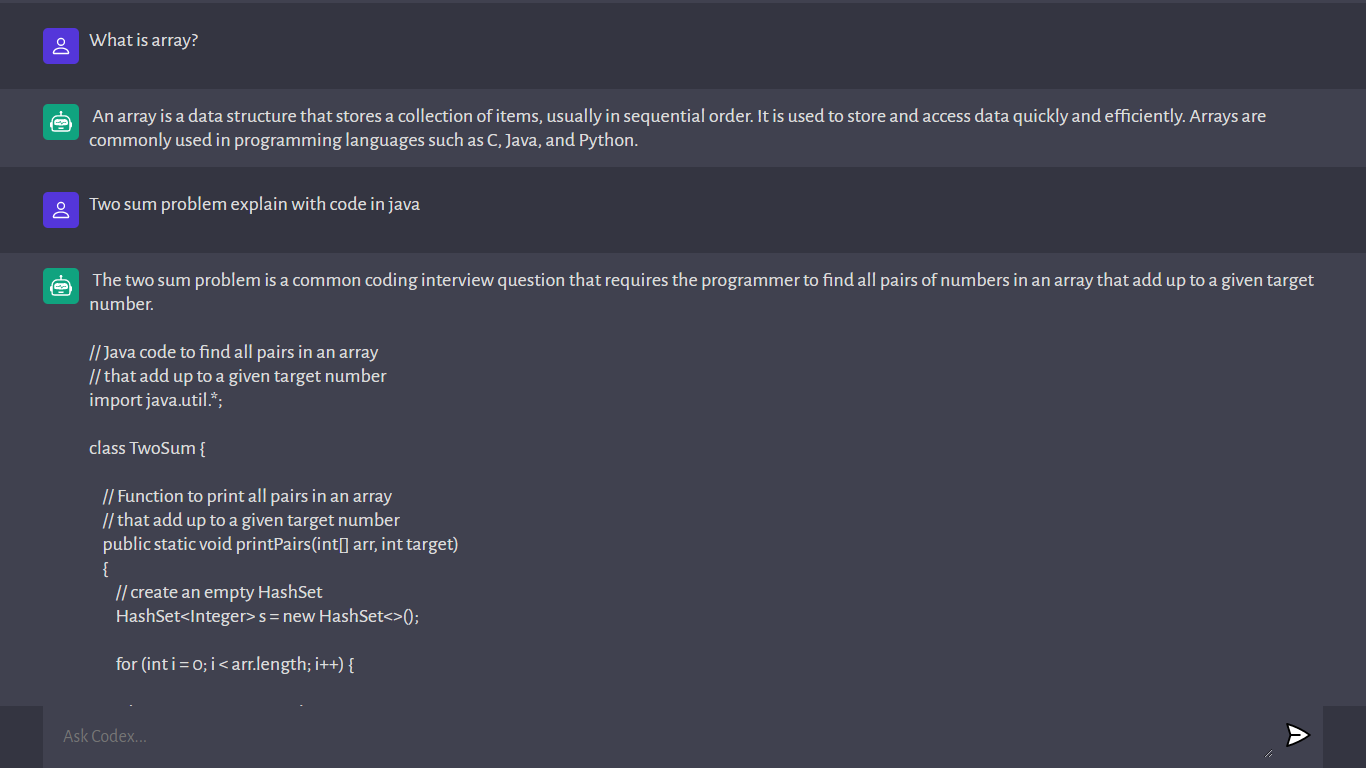 What is array?
An array is a data structure that stores a collection of items, usually in sequential order. It is used to store and access data quickly and efficiently. Arrays are
commonly used in programming languages such as C, Java, and Python.
Two sum problem explain with code in java
The two sum problem is a common coding interview question that requires the programmer to find all pairs of numbers in an array that add up to a given target
number.
// Java code to find all pairs in an array
// that add up to a given target number
import java.util.*;
class TwoSum {
// Function to print all pairs in an array
// that add up to a given target number
public static void printPairs(int[] arr, int target)
{
// create an empty HashSet
HashSet<Integer> s = new HashSet<>();
for (int i = 0; i < arr.length; i++) {
Ask Codex...